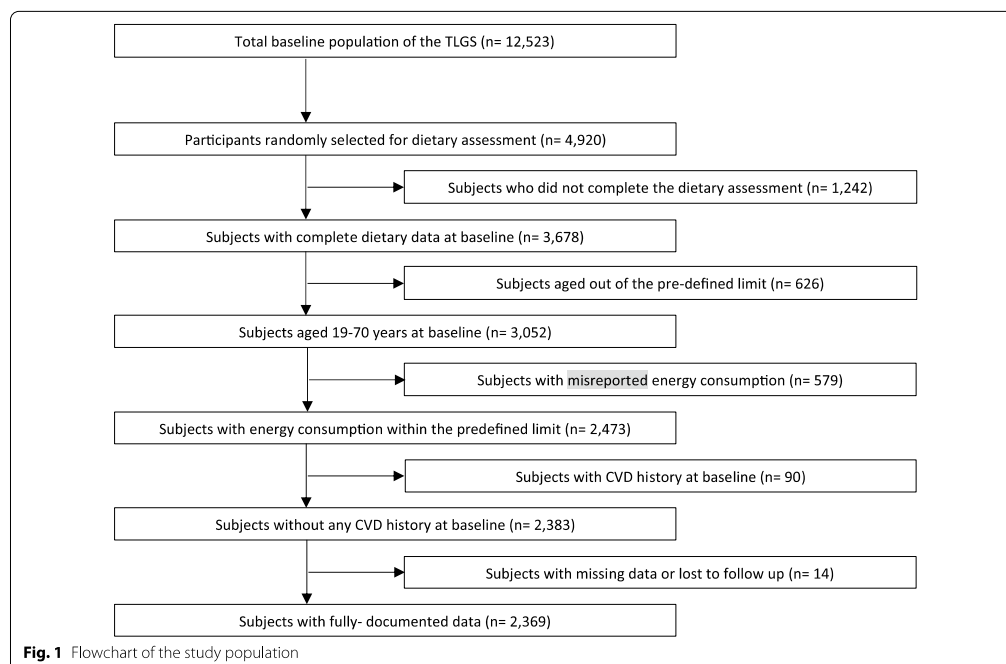 Total baseline population of the TLGS (n= 12,523)
Participants randomly selected for dietary assessment (n= 4,920)
Subjects who did not complete the dietary assessment (n= 1,242)
Subjects with complete dietary data at baseline (n= 3,678)
Subjects aged out of the pre-defined limit (n= 626)
Subjects aged 19-70 years at baseline (n= 3,052)
Subjects with misreported energy consumption (n= 579)
Subjects with energy consumption within the predefined limit (n= 2,473)
Subjects with CVD history at baseline (n= 90)
Subjects without any CVD history at baseline (n= 2,383)
Subjects with missing data or lost to follow up (n= 14)
Subjects with fully- documented data (n= 2,369)
Fig. 1 Flowchart of the study population